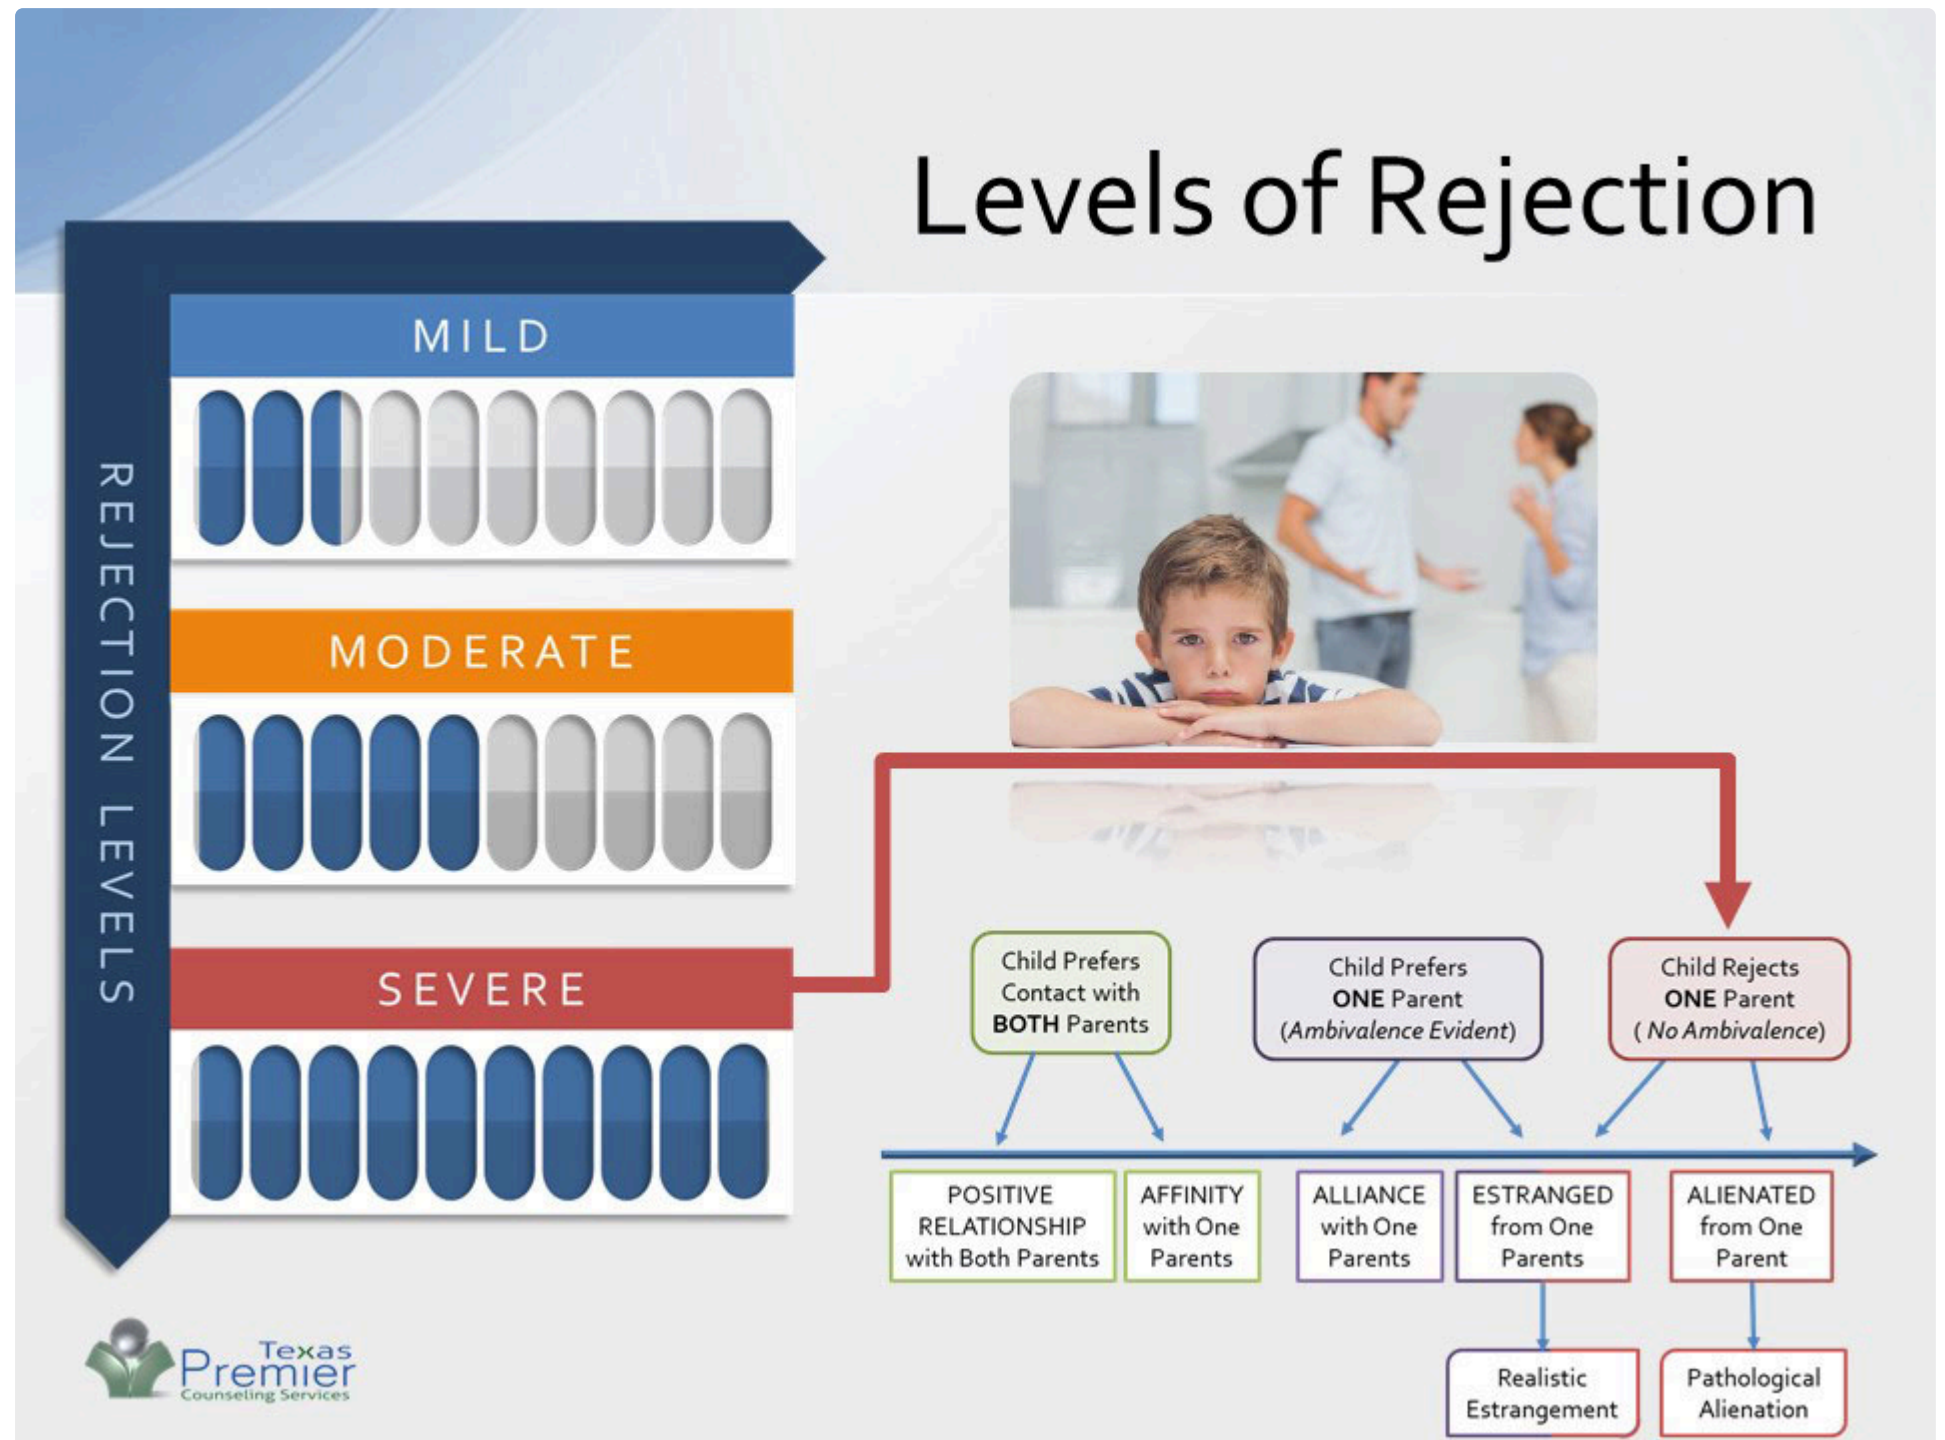 Levels of Rejection
REJECTION LEVELS
MILD
MODERATE
SEVERE
Child Prefers
Contact with
BOTH Parents
Child Prefers
ONE Parent
(Ambivalence Evident)
Child Rejects
ONE Parent
( No Ambivalence)
POSITIVE
RELATIONSHIP
with Both Parents
AFFINITY
with One
Parents
ALLIANCE
with One
Parents
ESTRANGED
from One
Parents
ALIENATED
from One
Parent
Realistic
Estrangement
Pathological
Alienation
Texas
Premier
Counseling Services